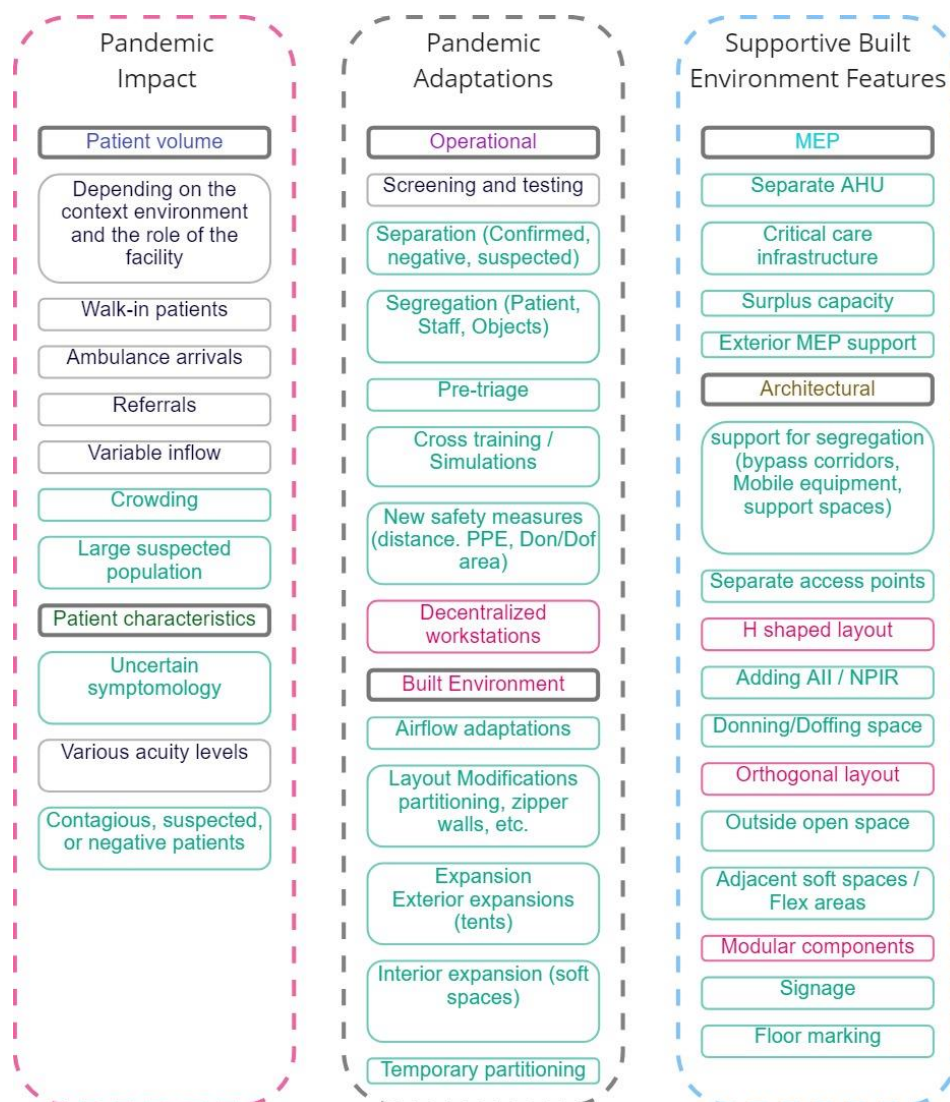 Pandemic
Impact
Patient volume
Depending on the
context environment
and the role of the
facility
Walk-in patients
Ambulance arrivals
Referrals
Variable inflow
Crowding
Large suspected
population
Patient characteristics
Uncertain
symptomology
Various acuity levels
Contagious, suspected,
or negative patients
Pandemic
Adaptations
Operational
Screening and testing
Separation (Confirmed,
negative, suspected)
Segregation (Patient,
Staff, Objects)
Pre-triage
Cross training /
Simulations
New safety measures
(distance. PPE, Don/Dof
area)
Decentralized
workstations
Built Environment
Airflow adaptations
Layout Modifications
partitioning, zipper
walls, etc.
Expansion
Exterior expansions
(tents)
Interior expansion (soft
spaces)
Temporary partitioning
Supportive Built
Environment Features
MEP
Separate AHU
Critical care
infrastructure
Surplus capacity
Exterior MEP support
Architectural
support for segregation
(bypass corridors,
Mobile equipment,
support spaces)
Separate access points
H shaped layout
Adding AII / NPIR
Donning/Doffing space
Orthogonal layout
Outside open space
Adjacent soft spaces /
Flex areas
Modular components
Signage
Floor marking